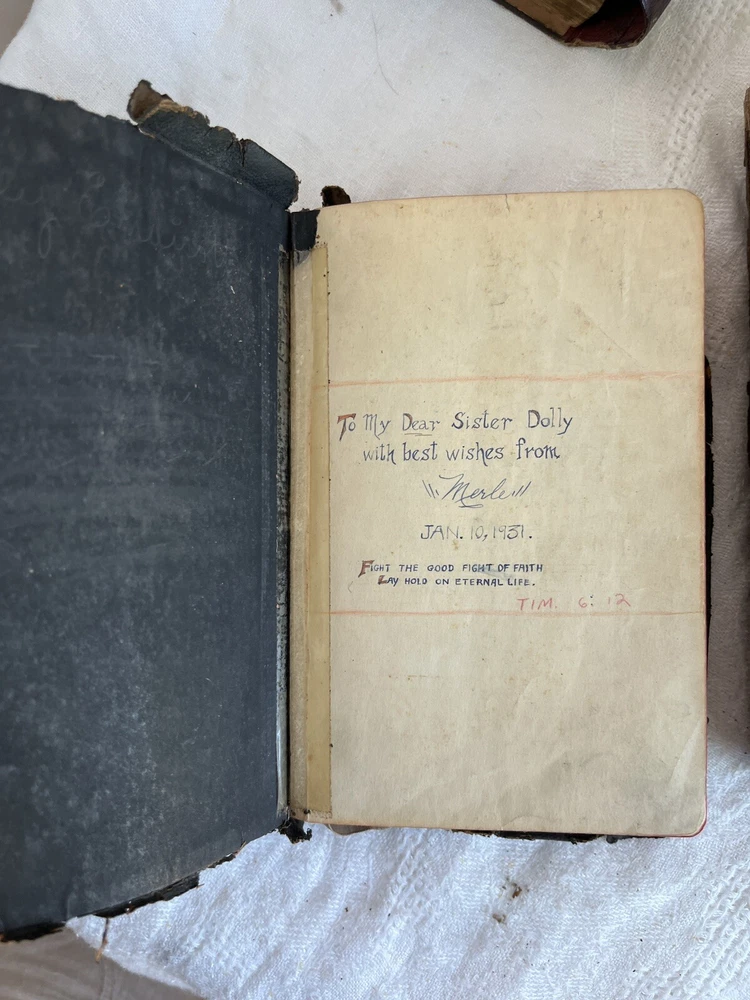 To My Dear Sister Dolly
with best wishes from
"Merle"
JAN. 10, 1931.
FIGHT THE GOOD FIGHT OF FAITH
LAY HOLD ON ETERNAL LIFE.
TIM. 6:12